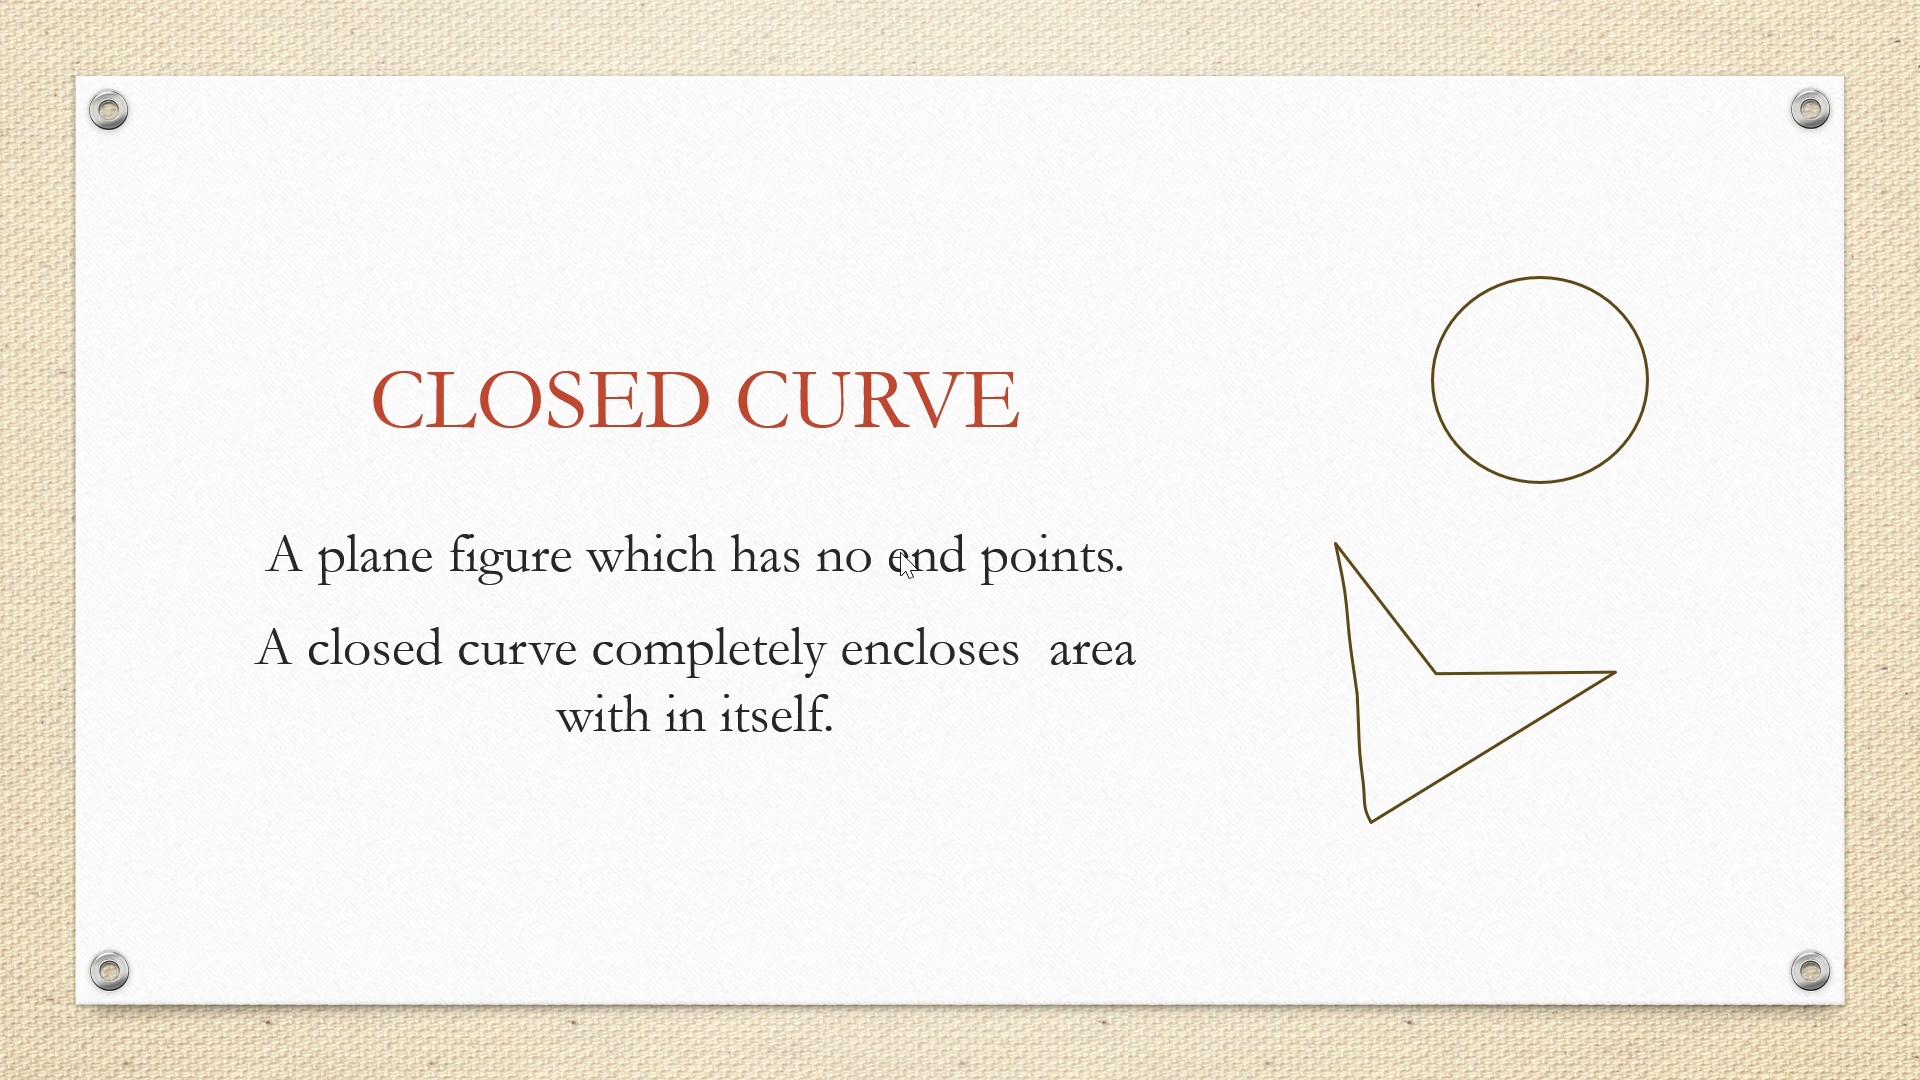 CLOSED CURVE
A plane figure which has no end points.
A closed curve completely encloses  area
with in itself.